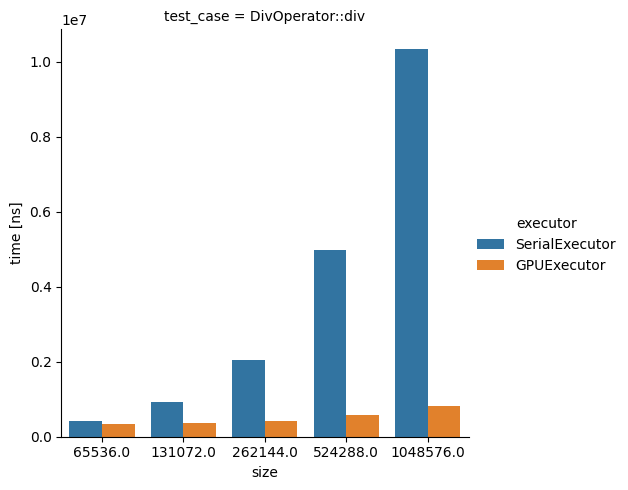 test_case = DivOperator::div
1e7
1.0
0.8
0.6
0.4
0.2
0.0
time [ns]
65536.0 131072.0 262144.0 524288.0 1048576.0
size
executor
SerialExecutor
GPUExecutor